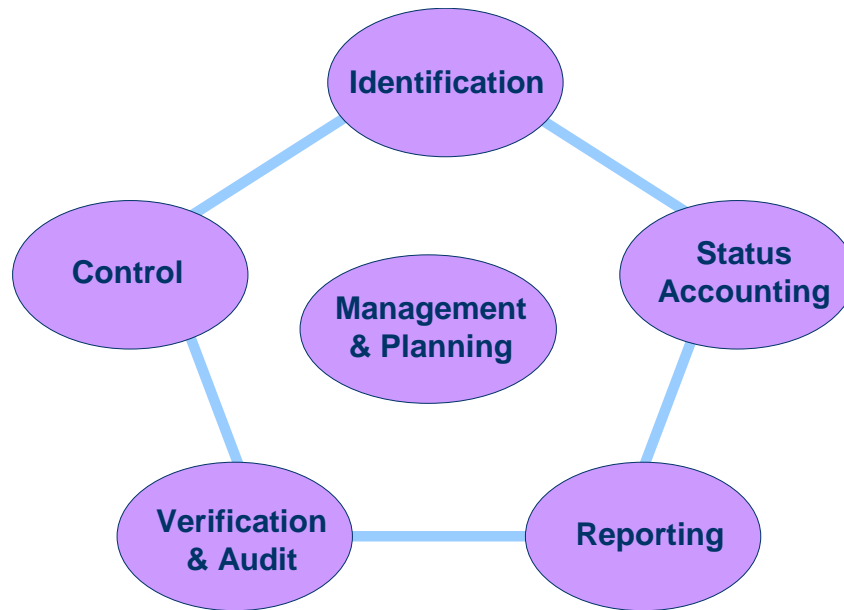 Identification
Control
Status
Accounting
Management
& Planning
Verification
& Audit
Reporting